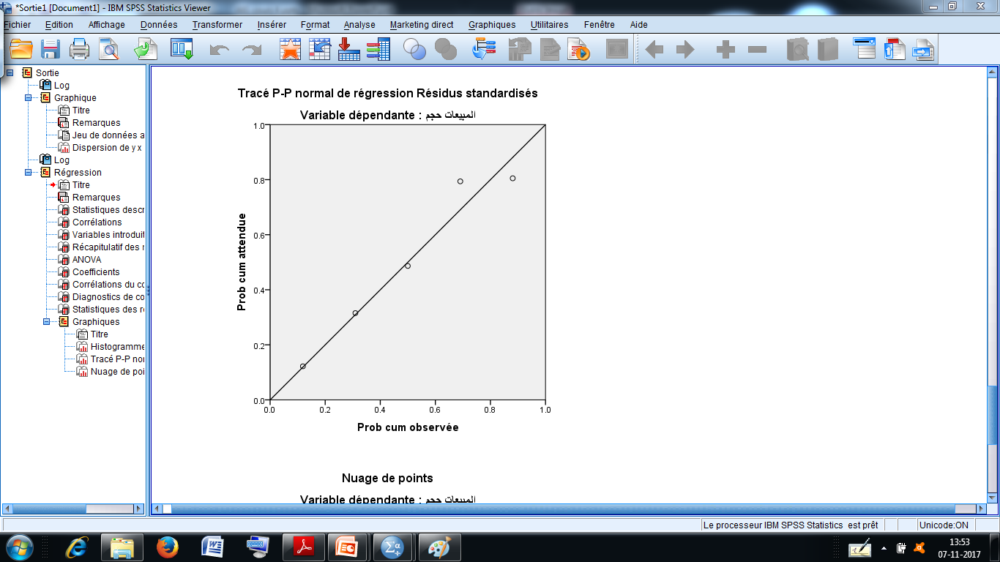 *Sortie1 [Document1] - IBM SPSS Statistics Viewer
Fichier Edition Affichage Données Transformer Insérer Format Analyse Marketing direct Graphiques Utilitaires Fenêtre Aide
Sortie
Log
Graphique
Titre
Remarques
Jeu de données a
Dispersion de y x
Log
Régression
Titre
Remarques
Statistiques descr
Corrélations
Variables introduit
Récapitulatif des
ANOVA
Coefficients
Corrélations du co
Diagnostics de co
Statistiques des r
Graphiques
Titre
Histogramme
Tracé P-P nor
Nuage de poi
Tracé P-P normal de régression Résidus standardisés
Variable dépendante : المبيعات حجم
1.0
0.8
0.6
0.4
0.2
0.0
Prob cum attendue
0.0 0.2 0.4 0.6 0.8 1.0
Prob cum observée
Nuage de points
Variable dépendante : المبيعات حجم
Le processeur IBM SPSS Statistics est prêt
Unicode:ON
13:53
07-11-2017